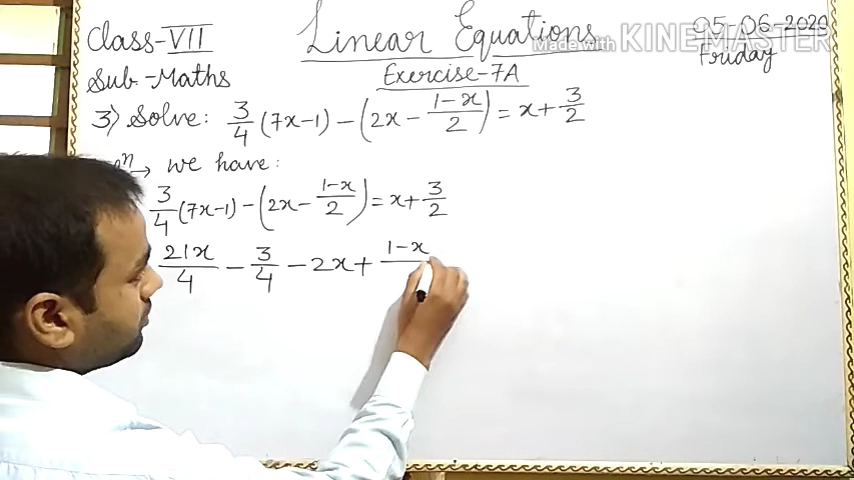 Class-VII Linear Equations 05-06-2020
Made with KINEMASTER
Sub.-Maths Exercise-7A Friday
3) Solve: 3/4 (7x-1) - (2x - (1-x)/2) = x + 3/2
we have:
3/4 (7x-1) - (2x - (1-x)/2) = x + 3/2
21x/4 - 3/4 - 2x + 1-x